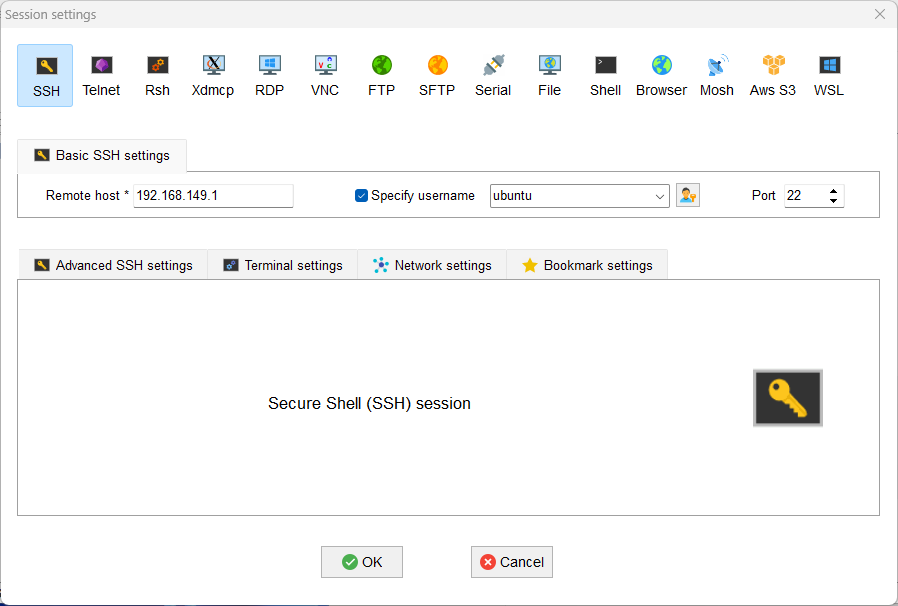 Session settings
SSH Telnet Rsh Xdmcp RDP VNC FTP SFTP Serial File Shell Browser Mosh Aws S3 WSL
Basic SSH settings
Remote host * 192.168.149.1 Specify username ubuntu Port 22
Advanced SSH settings Terminal settings Network settings Bookmark settings
Secure Shell (SSH) session
OK Cancel